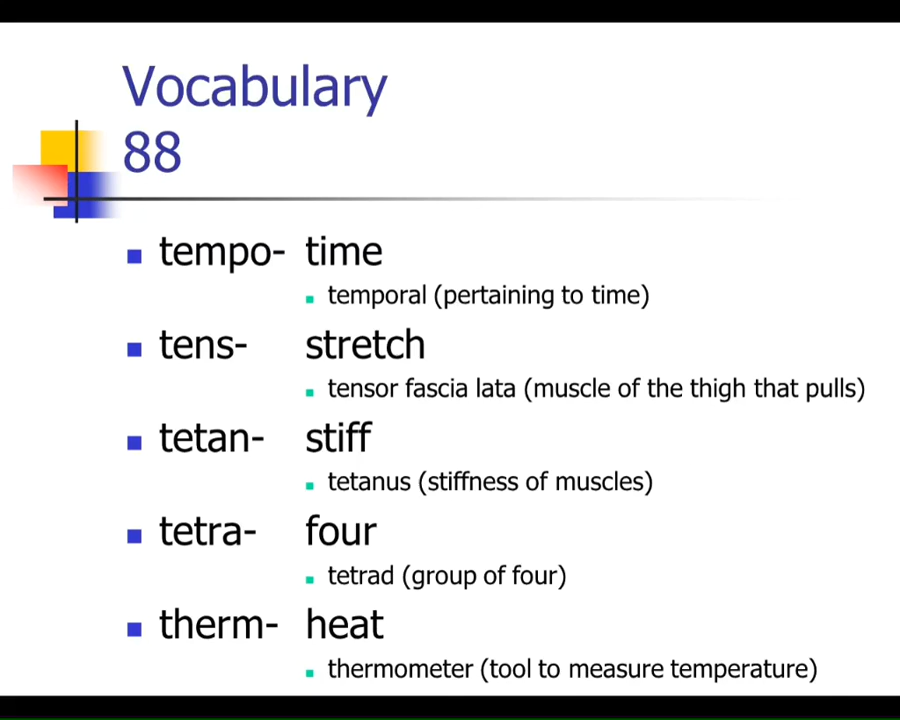 Vocabulary
88
tempo- time
temporal (pertaining to time)
tens- stretch
tensor fascia lata (muscle of the thigh that pulls)
tetan- stiff
tetanus (stiffness of muscles)
tetra- four
tetrad (group of four)
therm- heat
thermometer (tool to measure temperature)